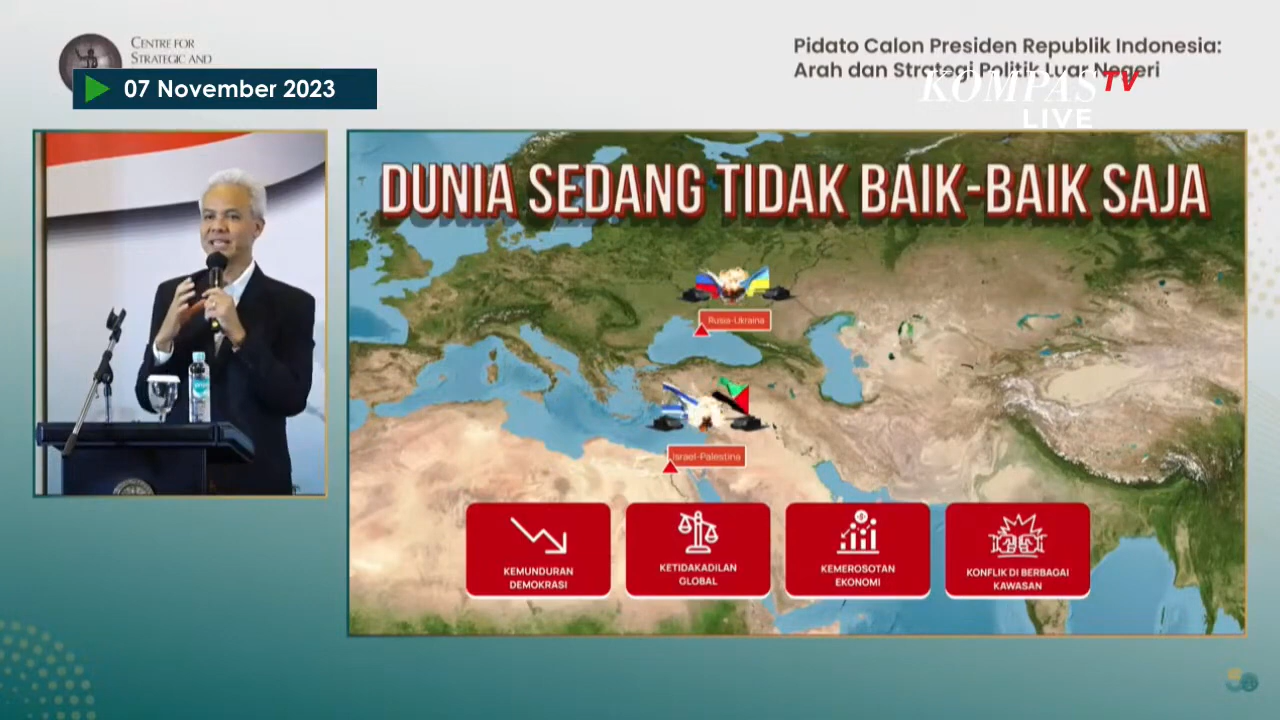 CENTRE FOR
STRATEGIC AND
07 November 2023
Pidato Calon Presiden Republik Indonesia:
Arah dan Strategi Politik Luar Negeri
KOMPAS TV
LIVE
DUNIA SEDANG TIDAK BAIK-BAIK SAJA
Rusia-Ukraina
Israel-Palestina
KEMUNDURAN
DEMOKRASI
KETIDAKADILAN
GLOBAL
KEMEROSOTAN
EKONOMI
KONFLIK DI BERBAGAI
KAWASAN